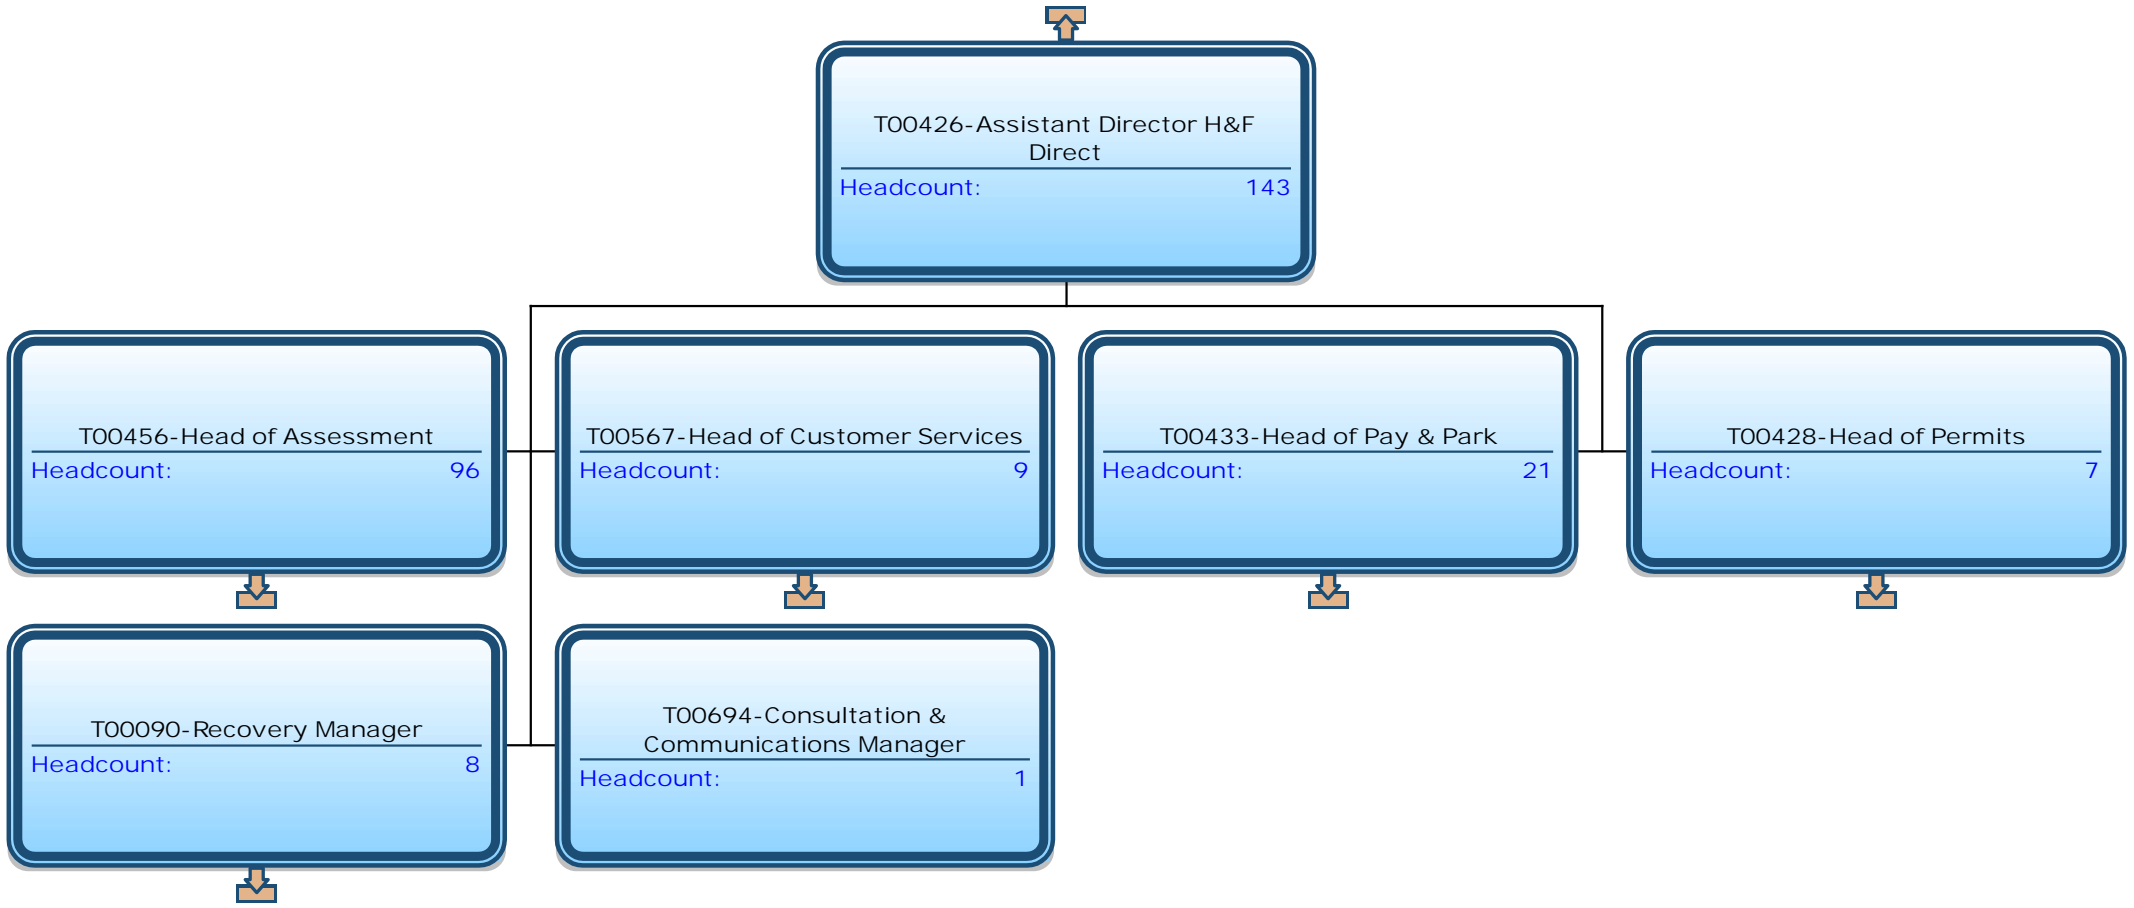 T00426-Assistant Director H&F
Direct
Headcount: 143
T00456-Head of Assessment
Headcount: 96
T00567-Head of Customer Services
Headcount: 9
T00433-Head of Pay & Park
Headcount: 21
T00428-Head of Permits
Headcount: 7
T00090-Recovery Manager
Headcount: 8
T00694-Consultation &
Communications Manager
Headcount: 1